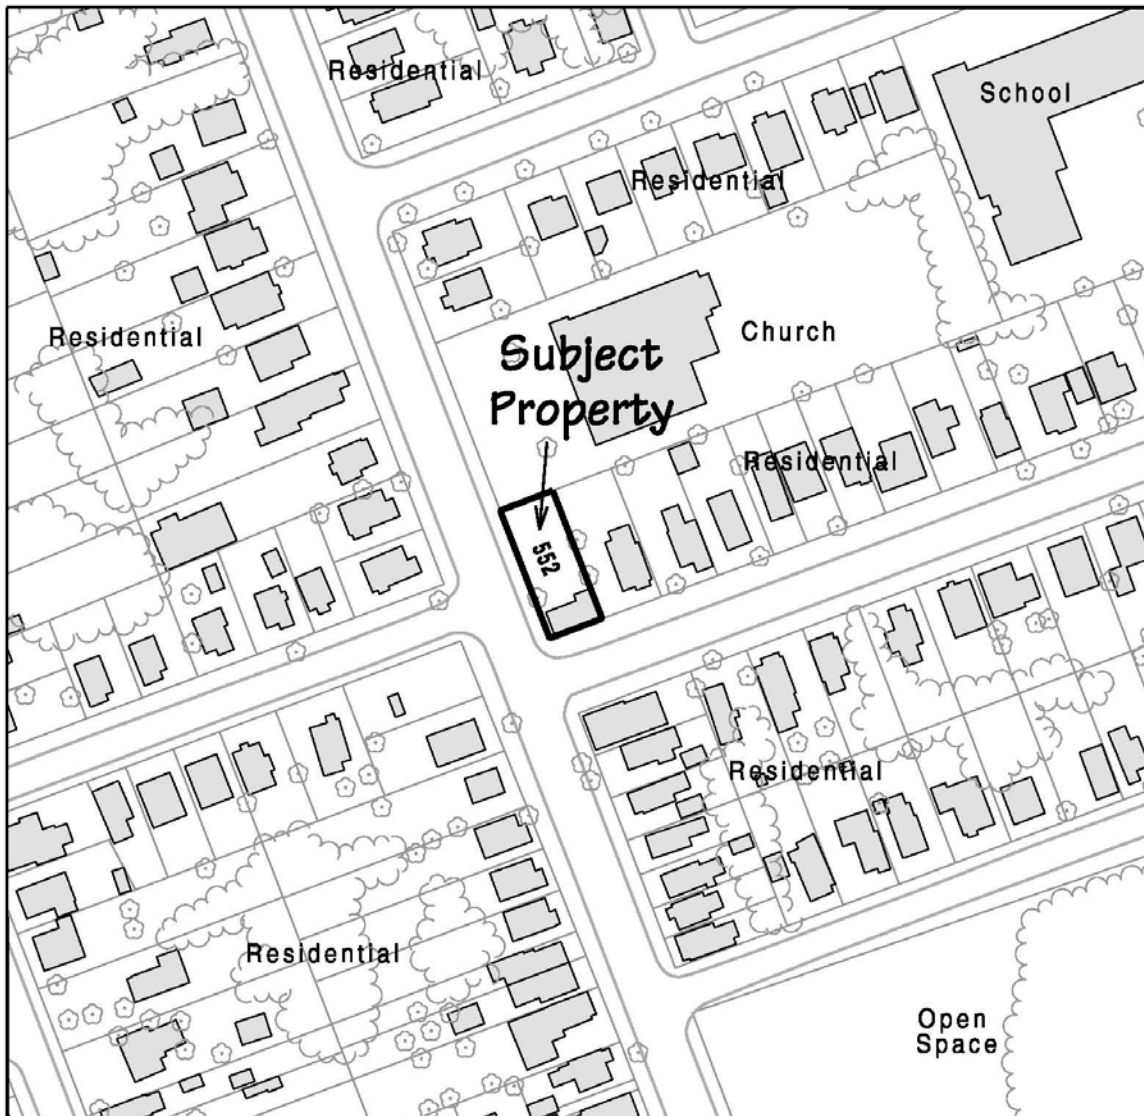 Residential
School
Residential
Residential
Church
Subject
Property
Residential
552
Residential
Residential
Open
Space